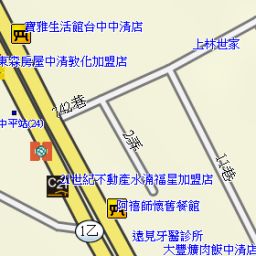 寶雅生活館台中中清店
上林世家
東森房屋中清敦化加盟店
242巷
中平站(24)
2弄
11巷
21世紀不動產水湳福星加盟店
阿禧師懷舊餐館
1乙
遠見牙醫診所
大豐爌肉飯中清店